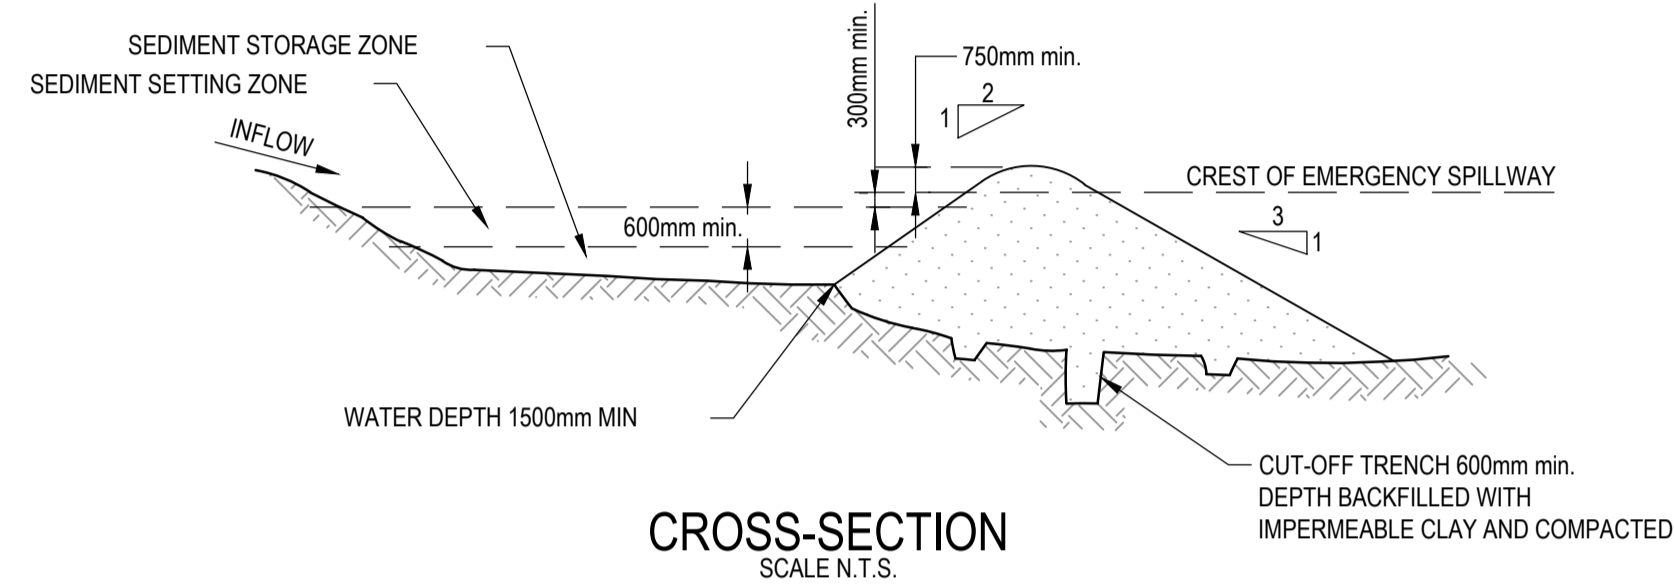 SEDIMENT STORAGE ZONE
SEDIMENT SETTING ZONE
INFLOW
300mm min.
750mm min.
2
1
CREST OF EMERGENCY SPILLWAY
600mm min.
3
1
WATER DEPTH 1500mm MIN
CUT-OFF TRENCH 600mm min.
DEPTH BACKFILLED WITH
IMPERMEABLE CLAY AND COMPACTED
CROSS-SECTION
SCALE N.T.S.